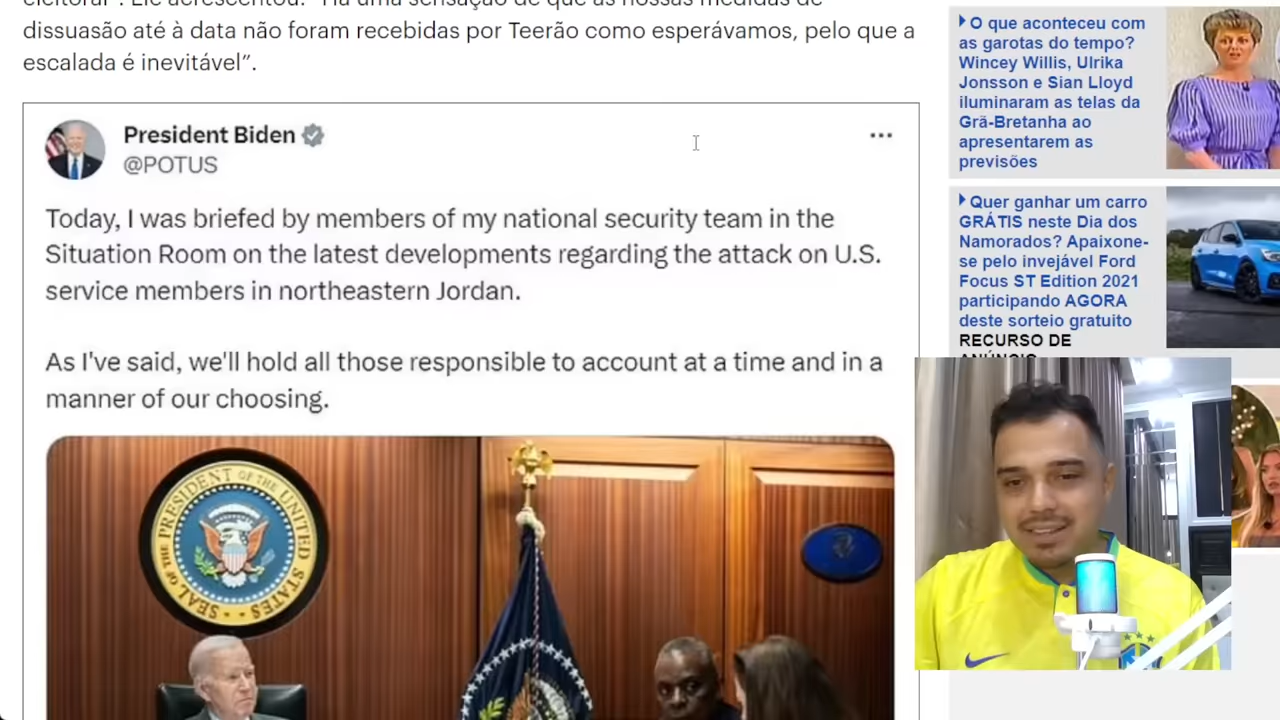 dissuasão até à data não foram recebidas por Teerão como esperávamos, pelo que a
escalada é inevitável”.
President Biden
@POTUS
Today, I was briefed by members of my national security team in the
Situation Room on the latest developments regarding the attack on U.S.
service members in northeastern Jordan.
As I've said, we'll hold all those responsible to account at a time and in a
manner of our choosing.
SEAL OF THE PRESIDENT OF THE UNITED STATES
O que aconteceu com
as garotas do tempo?
Wincey Willis, Ulrika
Jonsson e Sian Lloyd
iluminaram as telas da
Grã-Bretanha ao
apresentarem as
previsões
Quer ganhar um carro
GRÁTIS neste Dia dos
Namorados? Apaixone-
se pelo invejável Ford
Focus ST Edition 2021
participando AGORA
deste sorteio gratuito
RECURSO DE